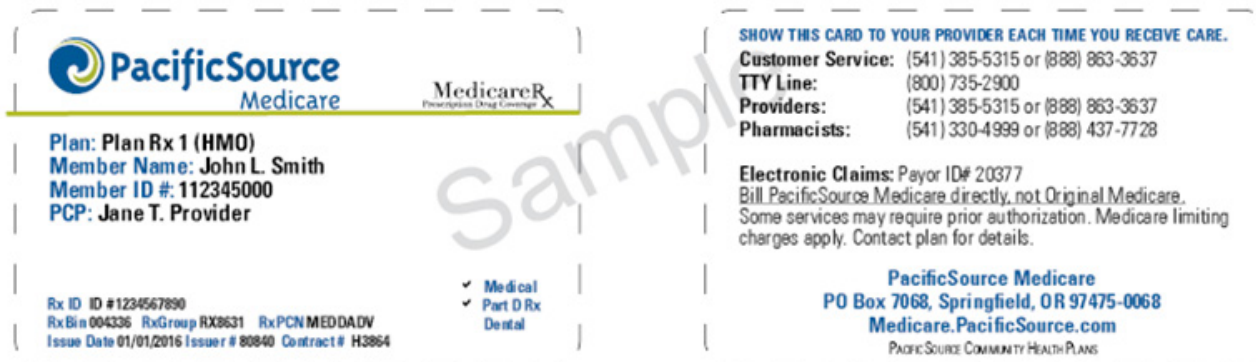 PacificSource
Medicare
MedicareRx
Prescription Drug Coverage
Plan: Plan Rx 1 (HMO)
Member Name: John L. Smith
Member ID #: 112345000
PCP: Jane T. Provider
Rx ID ID #1234567890
RxBin 004336 RxGroup RX8631 RxPCN MEDDADV
Issue Date 01/01/2016 Issuer # 80840 Contract # H3864
✓ Medical
✓ Part D Rx
Dental
Sample
SHOW THIS CARD TO YOUR PROVIDER EACH TIME YOU RECEIVE CARE.
Customer Service: (541) 385-5315 or (888) 863-3637
TTY Line: (800) 735-2900
Providers: (541) 385-5315 or (888) 863-3637
Pharmacists: (541) 330-4999 or (888) 437-7728
Electronic Claims: Payor ID# 20377
Bill PacificSource Medicare directly, not Original Medicare.
Some services may require prior authorization. Medicare limiting
charges apply. Contact plan for details.
PacificSource Medicare
PO Box 7068, Springfield, OR 97475-0068
Medicare.PacificSource.com
PACIFICSOURCE COMMUNITY HEALTH PLANS